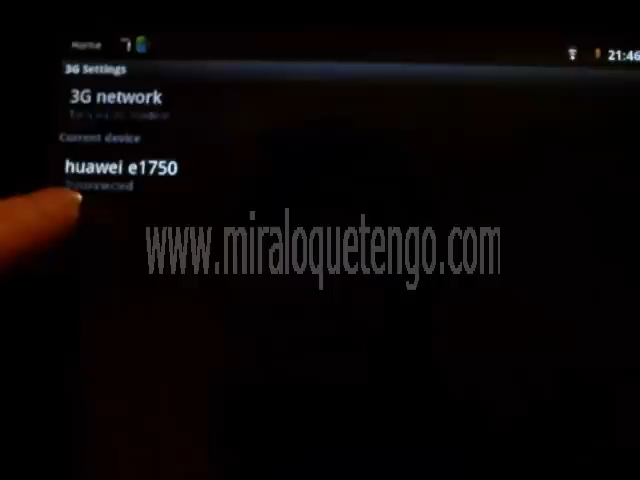 Home
21:46
3G Settings
3G network
Current device
huawei e1750
www.miraloquetengo.com